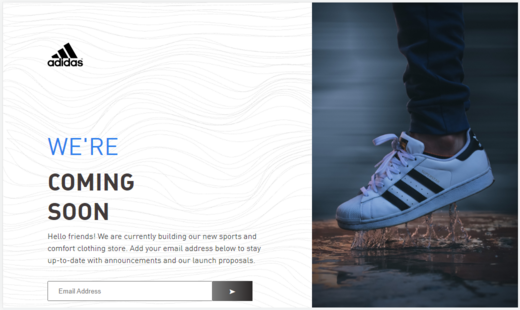 adidas
WE'RE
COMING
SOON
Hello friends! We are currently building our new sports and
comfort clothing store. Add your email address below to stay
up-to-date with announcements and our launch proposals.
Email Address